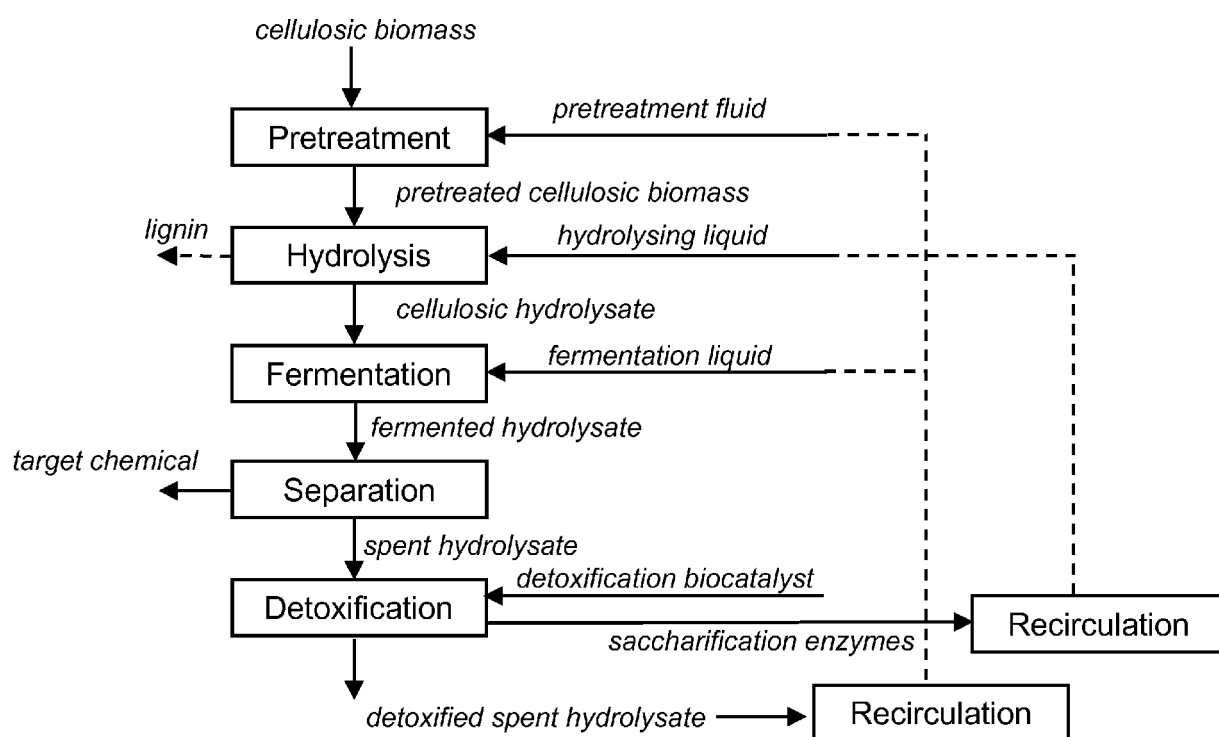 cellulosic biomass
pretreatment fluid
Pretreatment
pretreated cellulosic biomass
lignin
hydrolysing liquid
Hydrolysis
cellulosic hydrolysate
fermentation liquid
Fermentation
fermented hydrolysate
target chemical
Separation
spent hydrolysate
detoxification biocatalyst
Detoxification
saccharification enzymes
Recirculation
detoxified spent hydrolysate
Recirculation